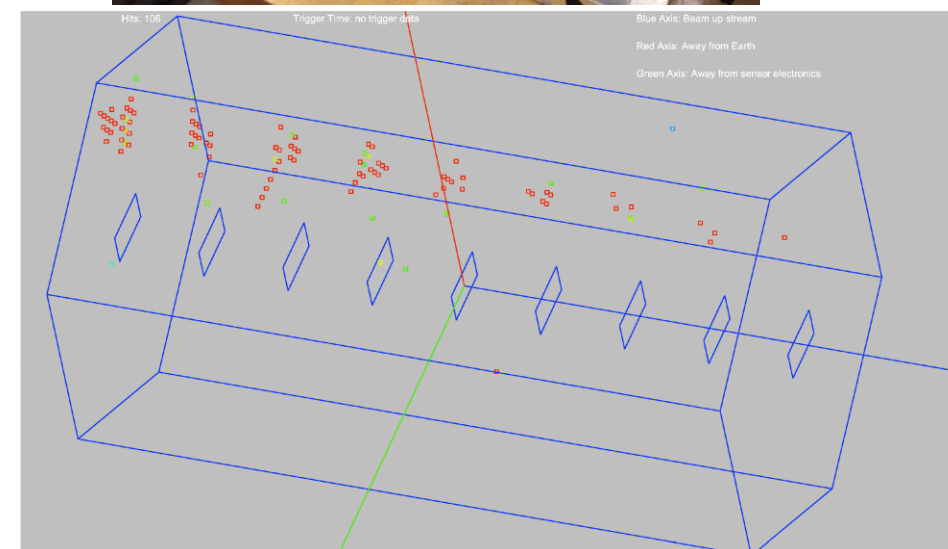 Hits: 106
Trigger Time: no trigger data
Blue Axis: Beam up stream
Red Axis: Away from Earth
Green Axis: Away from sensor electronics